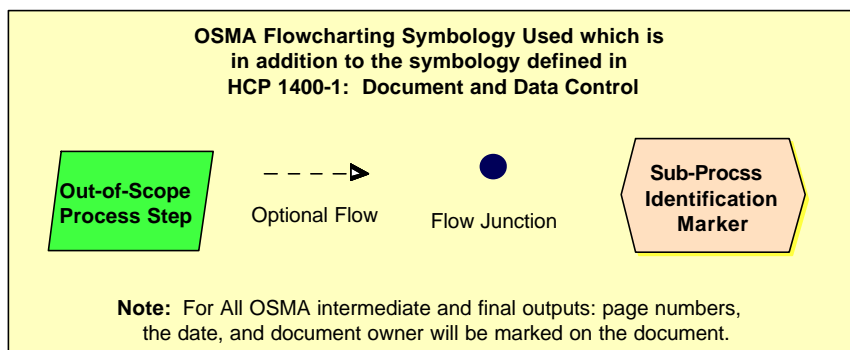 OSMA Flowcharting Symbology Used which is
in addition to the symbology defined in
HCP 1400-1: Document and Data Control
Out-of-Scope
Process Step
Optional Flow
Flow Junction
Sub-Procss
Identification
Marker
Note: For All OSMA intermediate and final outputs: page numbers,
the date, and document owner will be marked on the document.